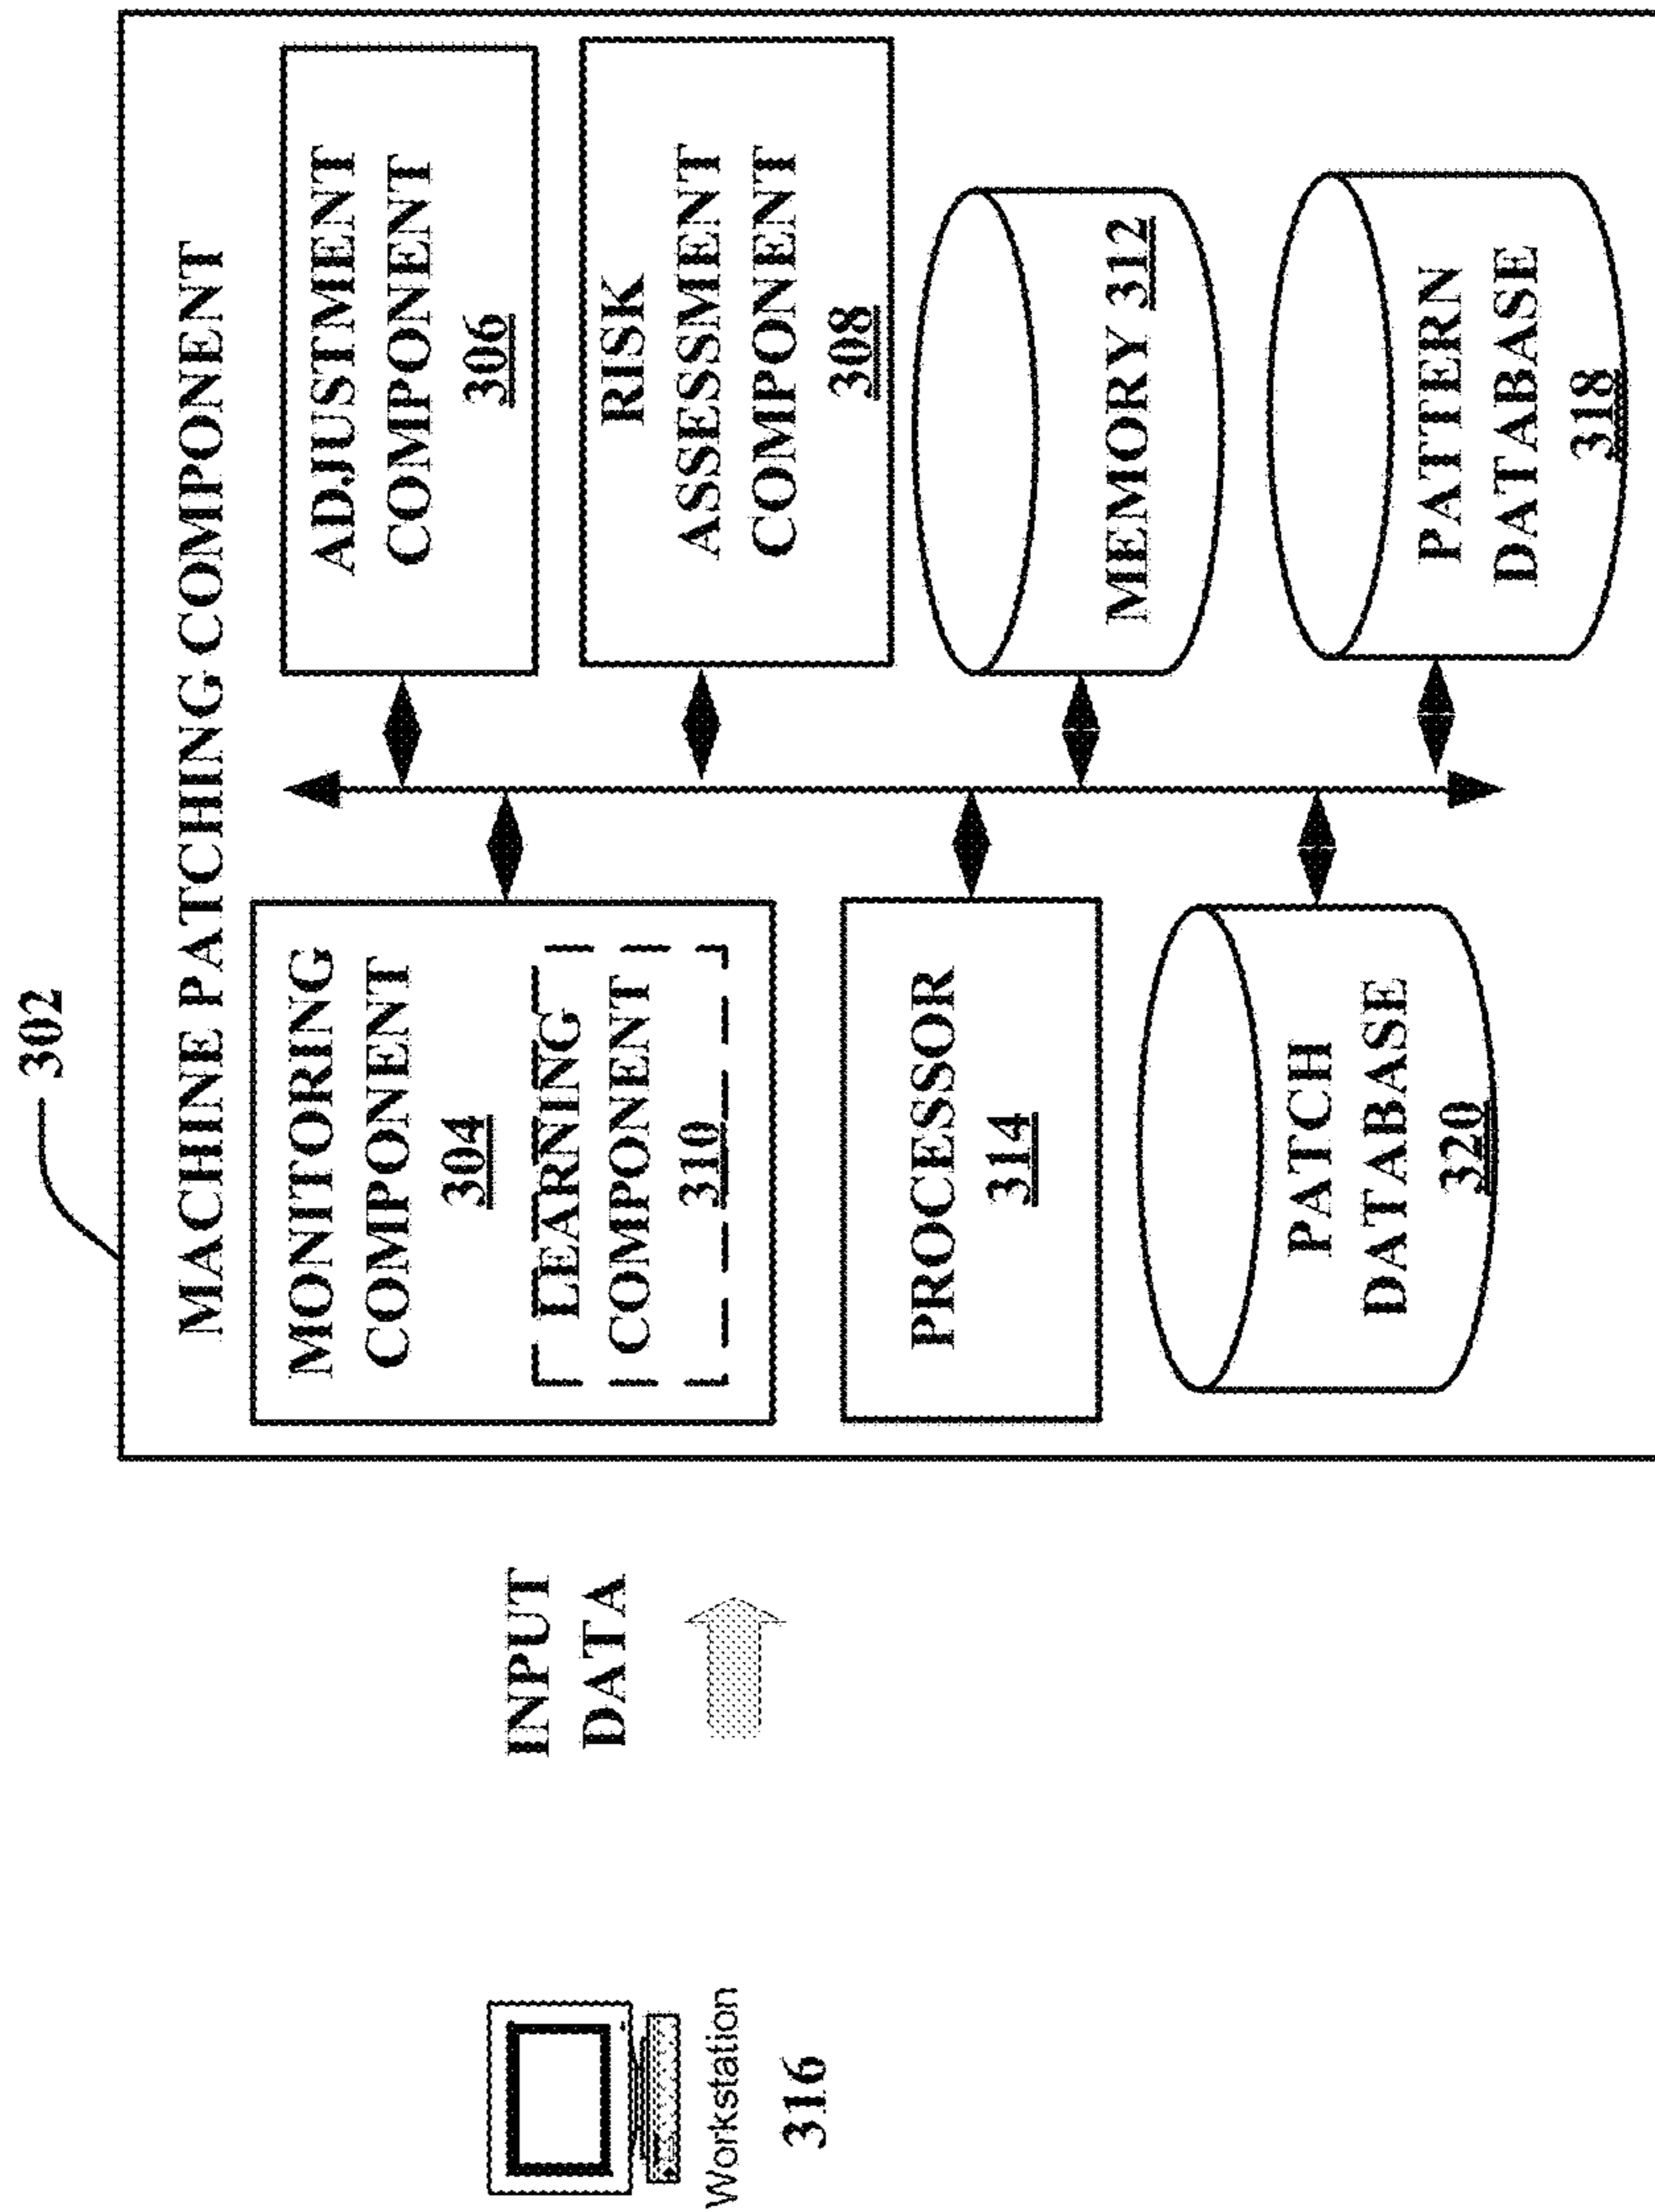 302
MACHINE PATCHING COMPONENT
MONITORING
COMPONENT
304
LEARNING
COMPONENT
310
ADJUSTMENT
COMPONENT
306
RISK
ASSESSMENT
COMPONENT
308
INPUT
DATA
Workstation
316
PROCESSOR
314
MEMORY 312
PATCH
DATABASE
320
PATTERN
DATABASE
318